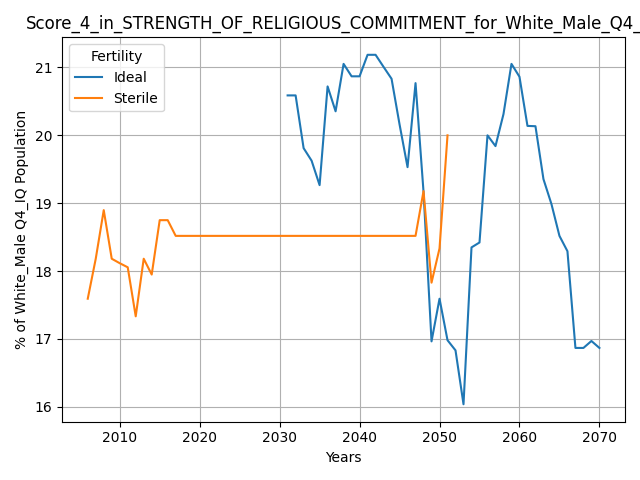 Score_4_in_STRENGTH_OF_RELIGIOUS_COMMITMENT_for_White_Male_Q4_
Fertility
Ideal
Sterile
% of White_Male Q4_IQ Population
21
20
19
18
17
16
2010 2020 2030 2040 2050 2060 2070
Years